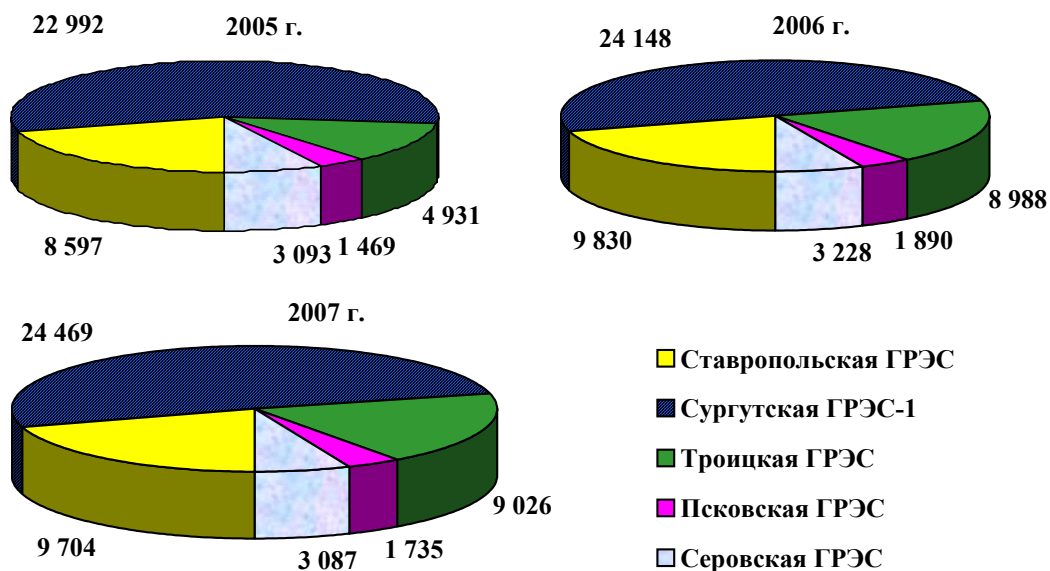 22 992
2005 г.
4 931
8 597
3 093
1 469
24 148
2006 г.
8 988
9 830
3 228
1 890
24 469
2007 г.
9 026
9 704
3 087
1 735
Ставропольская ГРЭС
Сургутская ГРЭС-1
Троицкая ГРЭС
Псковская ГРЭС
Серовская ГРЭС